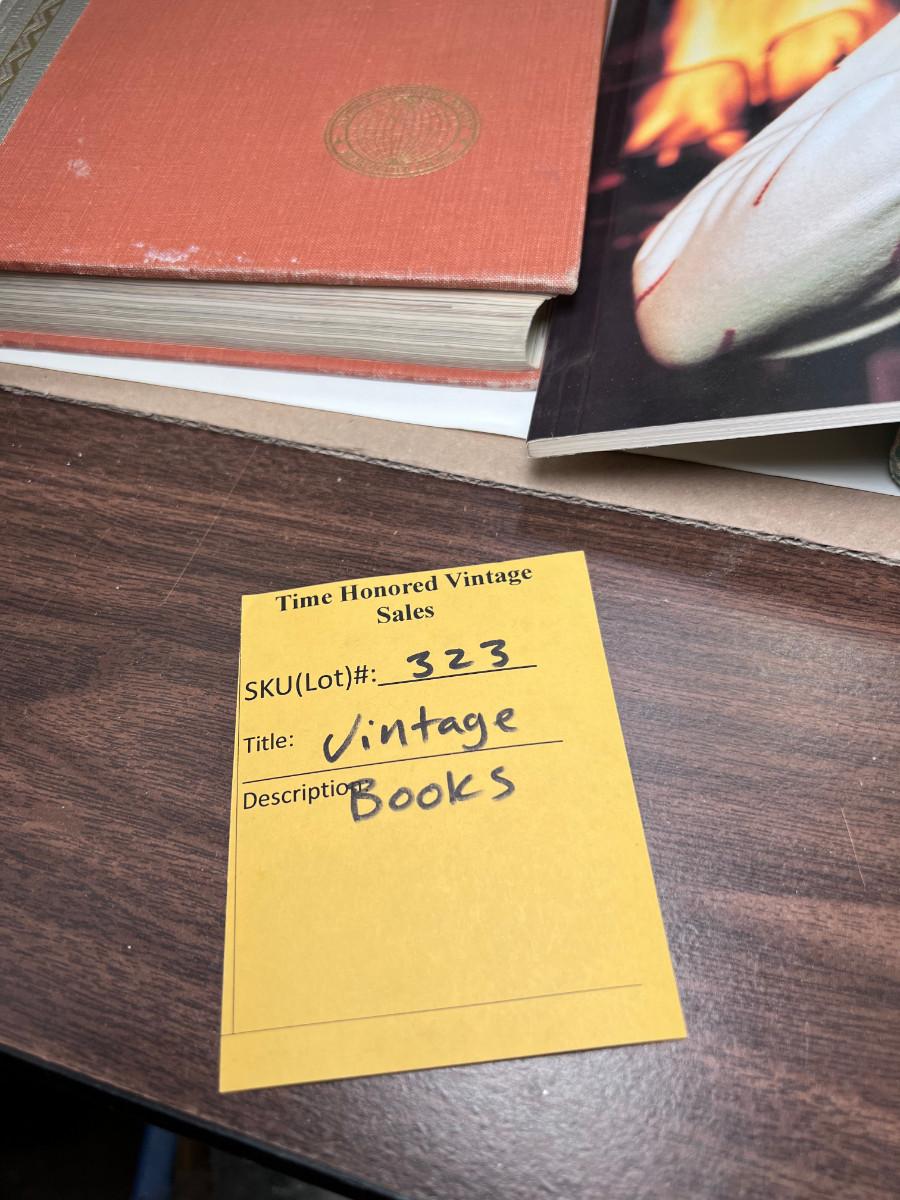 Time Honored Vintage
Sales
SKU(Lot)#: 323
Title: Vintage
Description: Books